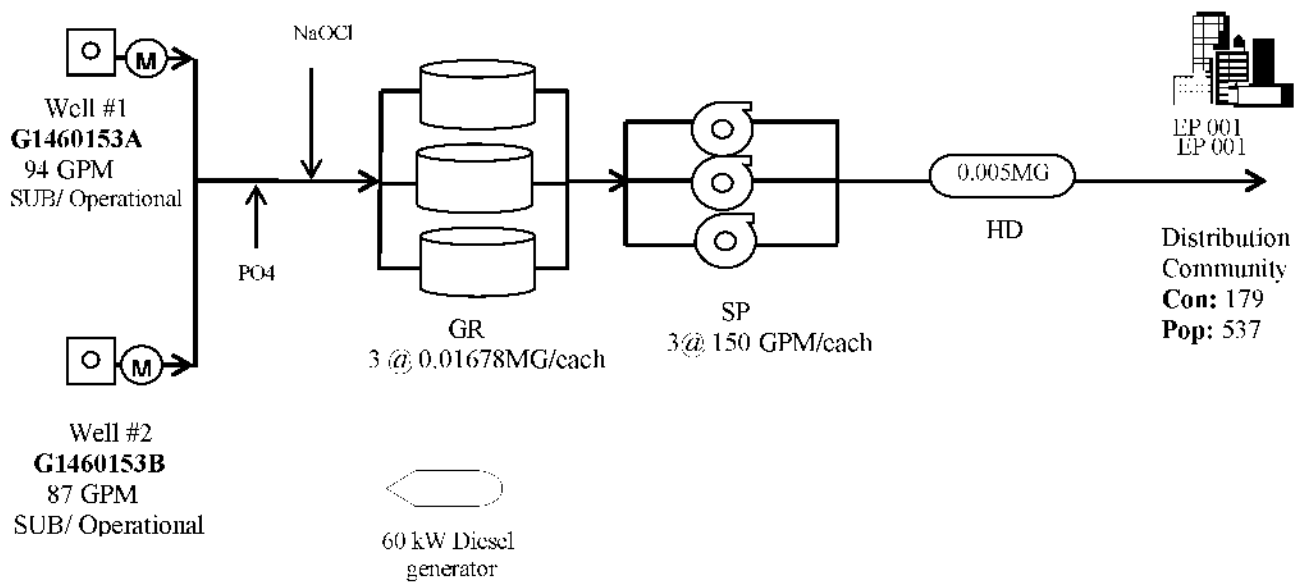 NaOCl
M
Well #1
G1460153A
94 GPM
SUB/ Operational
PO4
GR
3 @ 0.01678MG/each
SP
3@ 150 GPM/each
0.005MG
HD
EP 001
EP 001
Distribution
Community
Con: 179
Pop: 537
M
Well #2
G1460153B
87 GPM
SUB/ Operational
60 kW Diesel
generator